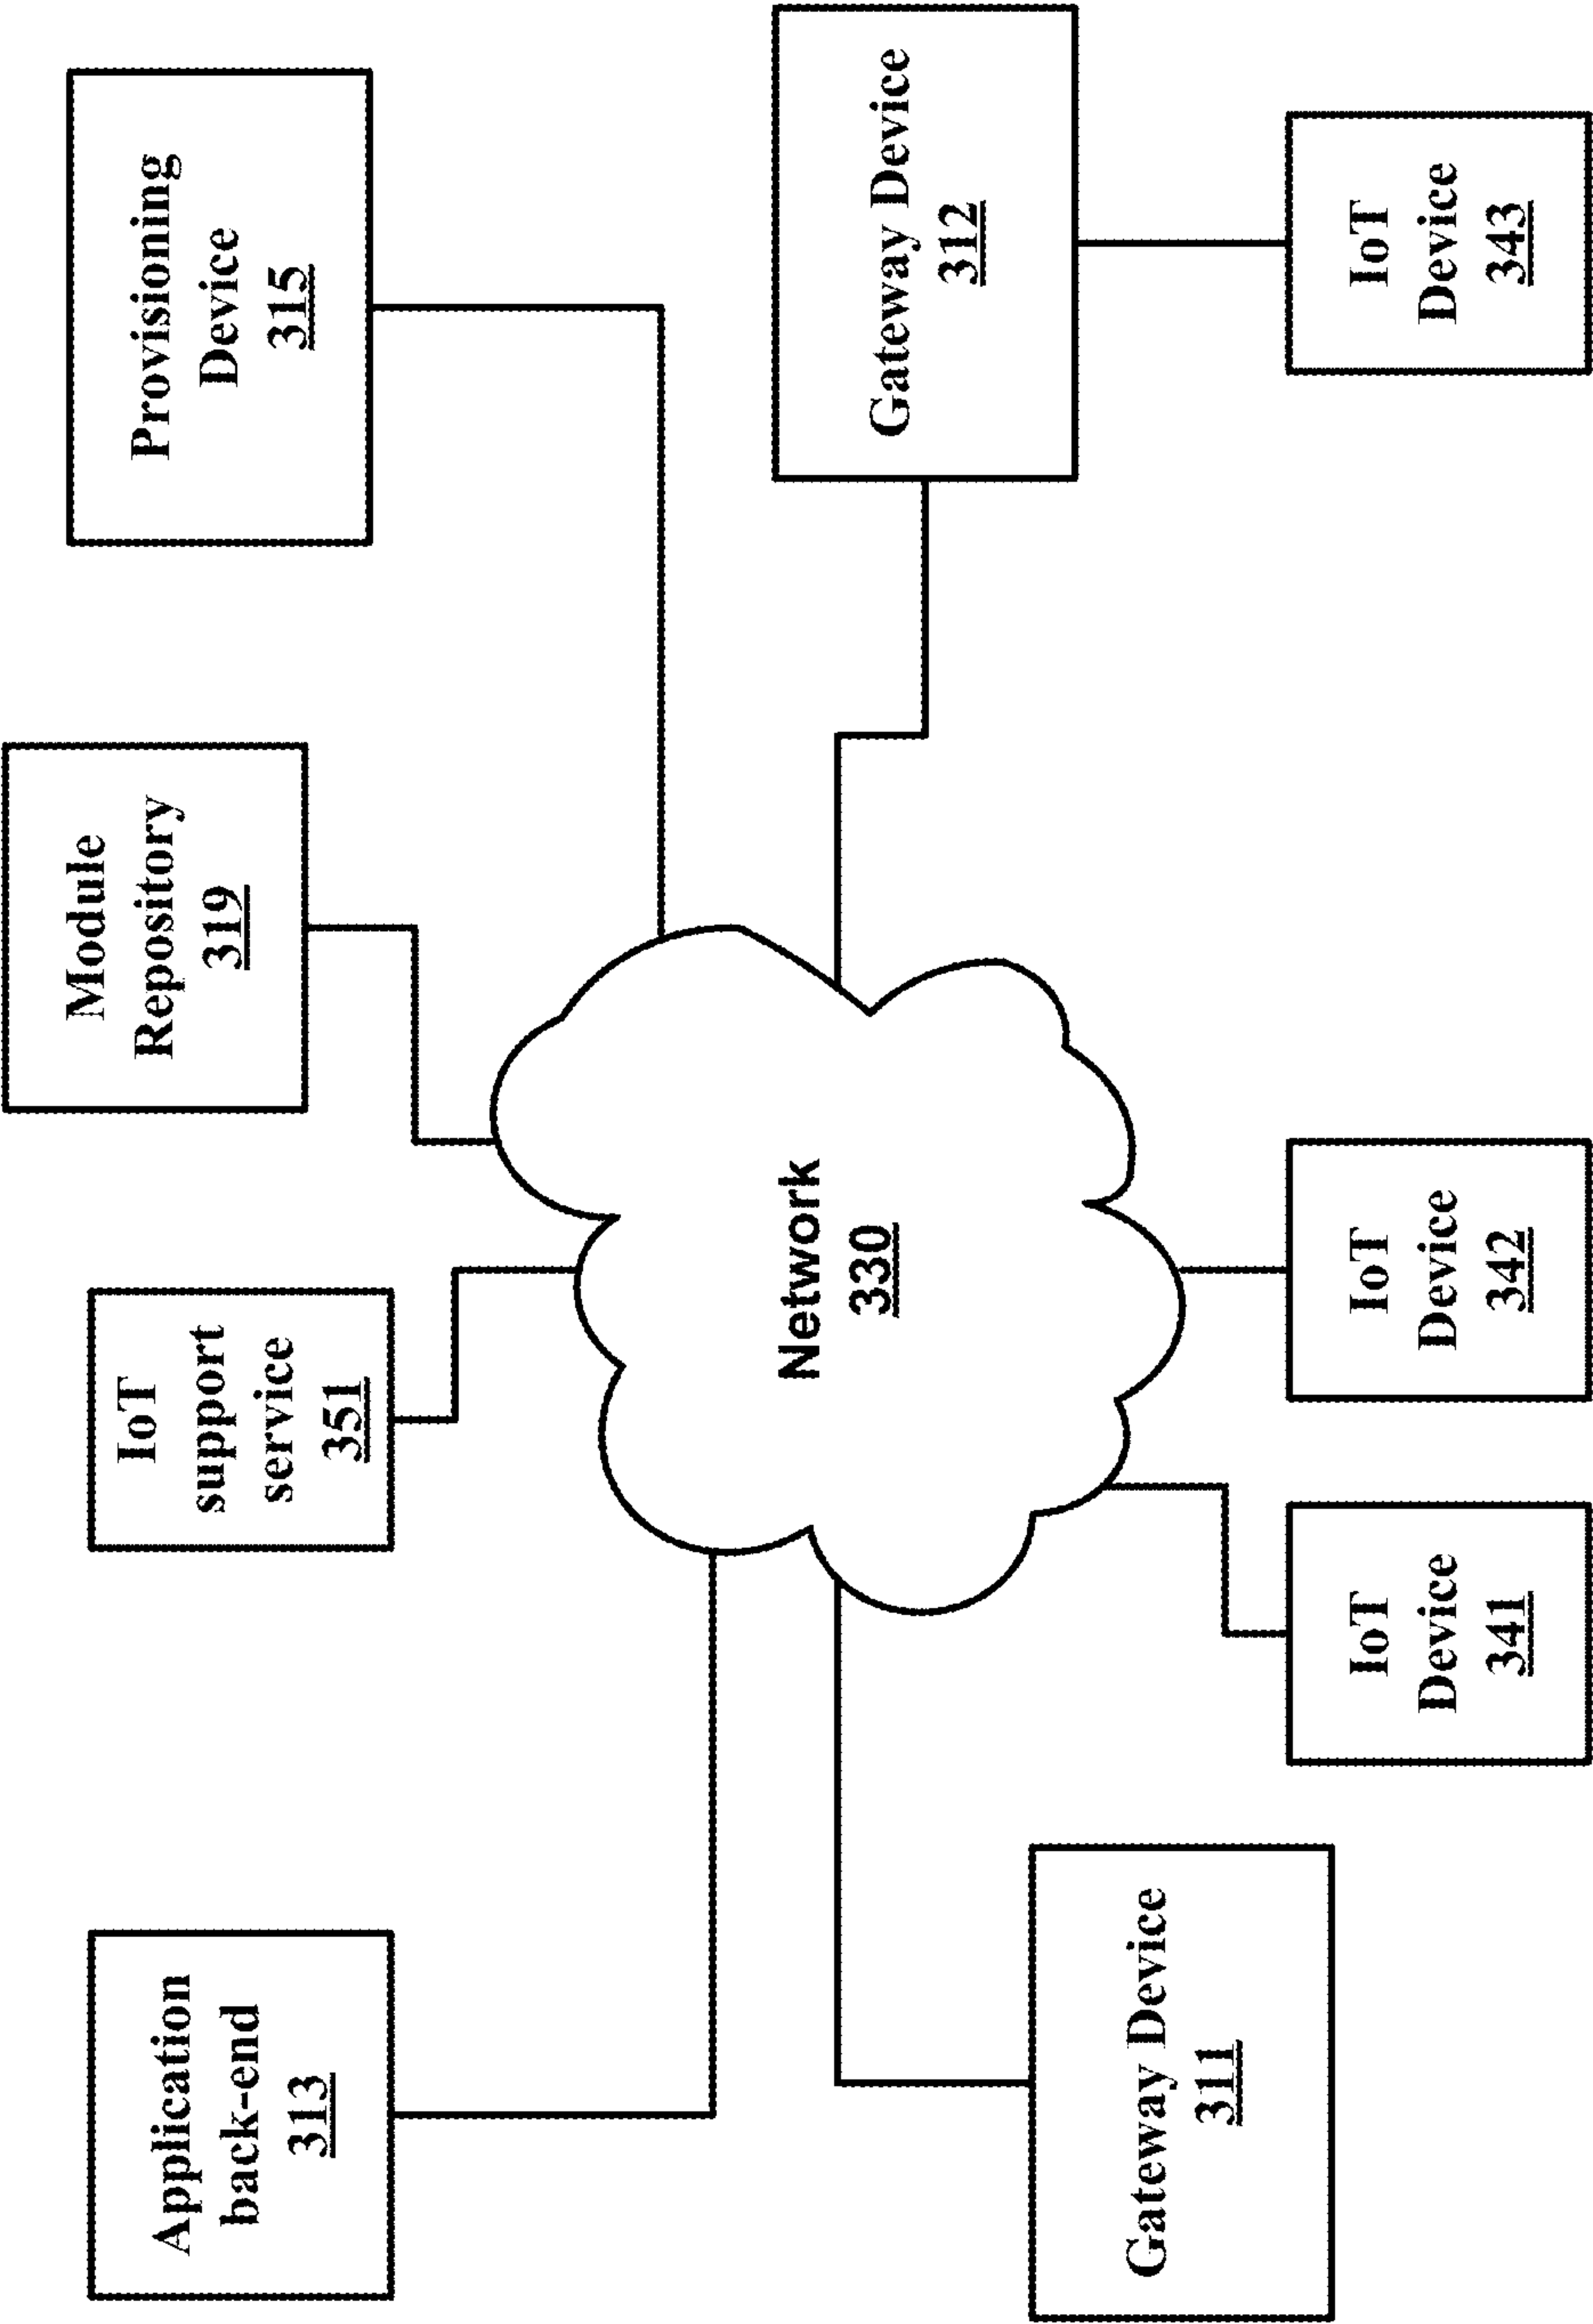 Application
back-end
313
IoT
support
service
351
Module
Repository
319
Provisioning
Device
315
Network
330
Gateway Device
311
Gateway Device
312
IoT
Device
341
IoT
Device
342
IoT
Device
343